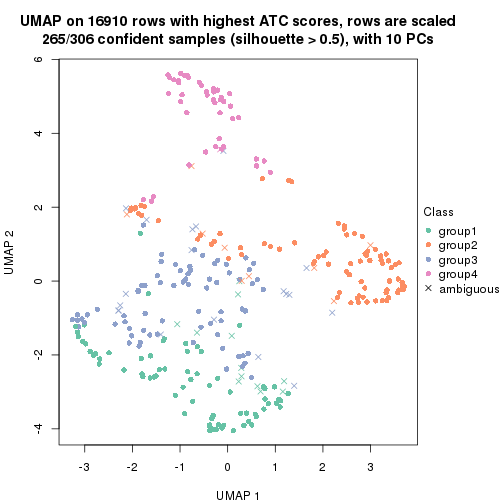 UMAP on 16910 rows with highest ATC scores, rows are scaled
265/306 confident samples (silhouette > 0.5), with 10 PCs
6
4
2
0
-2
-4
UMAP 2
-3
-2
-1
0
1
2
3
UMAP 1
Class
group1
group2
group3
group4
ambiguous